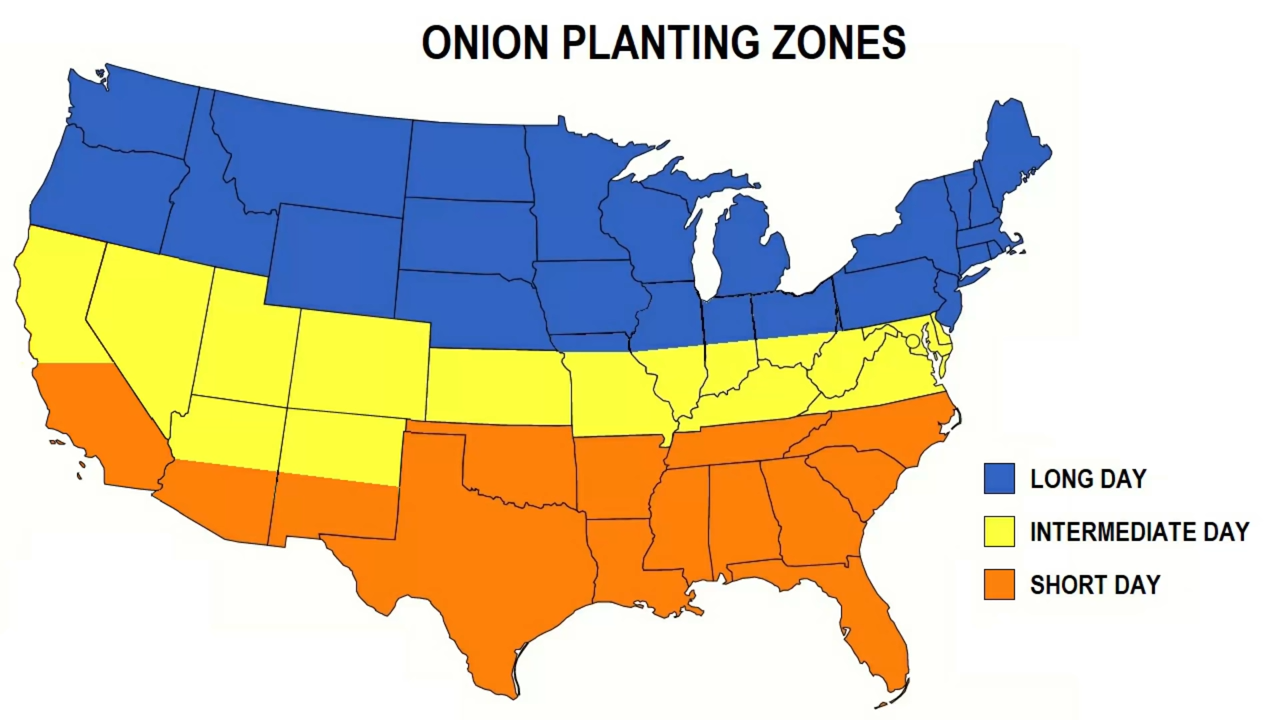 ONION PLANTING ZONES
LONG DAY
INTERMEDIATE DAY
SHORT DAY